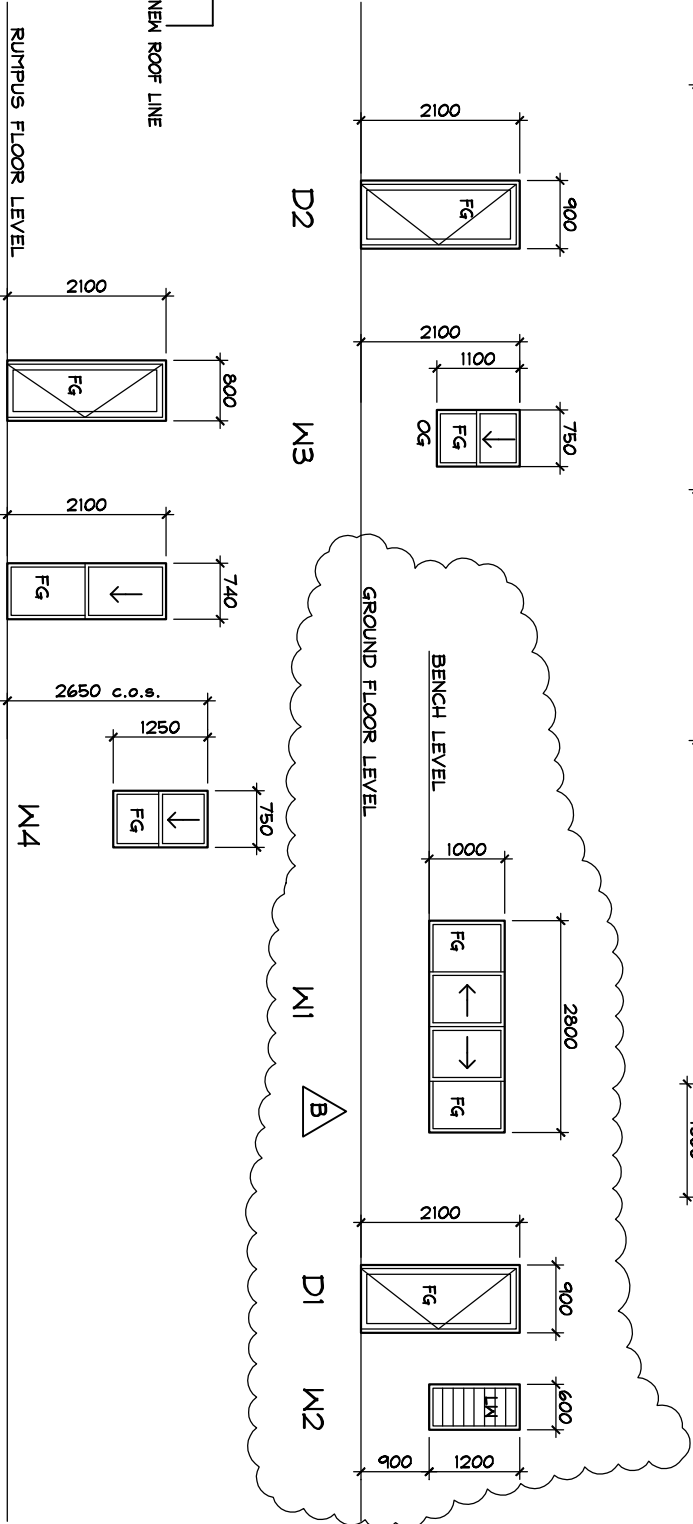 900
600
2100
900
1200
FG
LW
D1
W2
2800
1000
FG
FG
W1
B
BENCH LEVEL
GROUND FLOOR LEVEL
750
2100
1100
FG
OG
W3
900
2100
FG
D2
750
2650 c.o.s.
1250
FG
W4
740
2100
FG
800
2100
FG
RUMPUS FLOOR LEVEL
NEW ROOF LINE